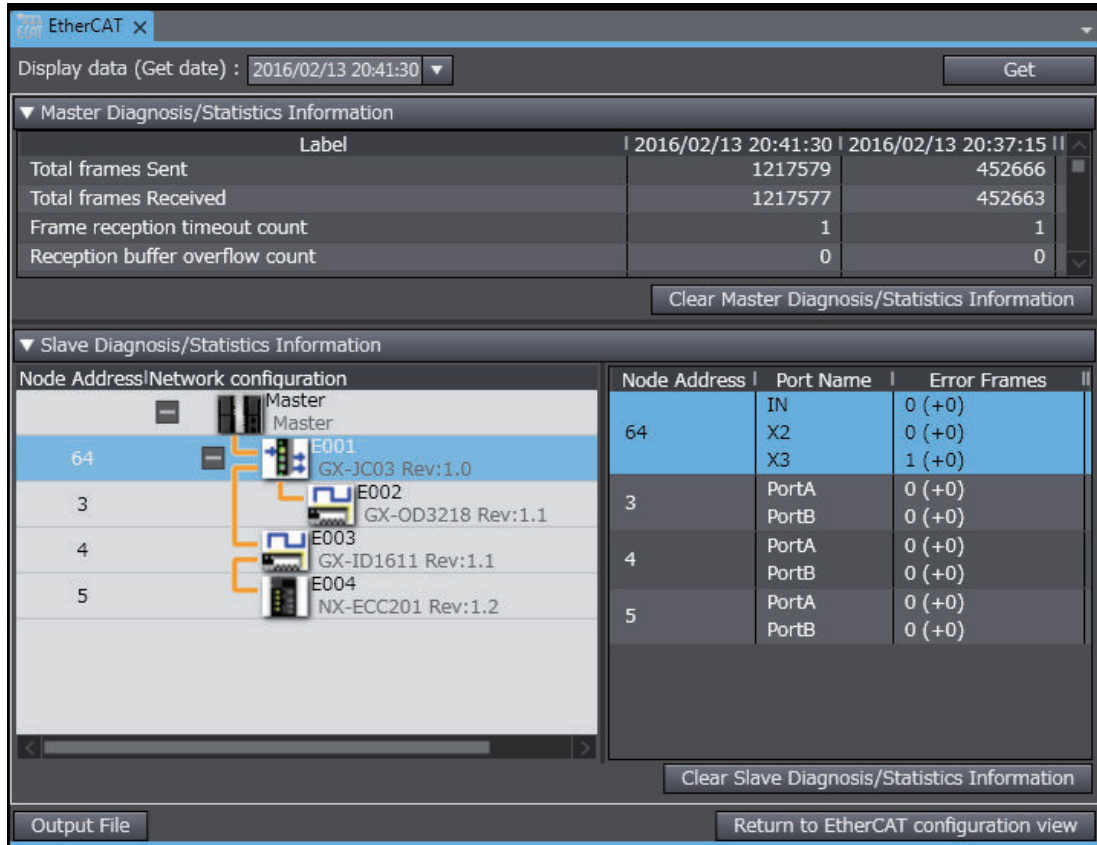 EtherCAT
Display data (Get date) : 2016/02/13 20:41:30 Get
Master Diagnosis/Statistics Information
Label 2016/02/13 20:41:30 2016/02/13 20:37:15
Total frames Sent 1217579 452666
Total frames Received 1217577 452663
Frame reception timeout count 1 1
Reception buffer overflow count 0 0
Clear Master Diagnosis/Statistics Information
Slave Diagnosis/Statistics Information
Node Address Network configuration
Master
Master
64 E001
GX-JC03 Rev:1.0
3 E002
GX-OD3218 Rev:1.1
4 E003
GX-ID1611 Rev:1.1
5 E004
NX-ECC201 Rev:1.2
Node Address Port Name Error Frames
IN 0 (+0)
64 X2 0 (+0)
X3 1 (+0)
3 PortA 0 (+0)
PortB 0 (+0)
4 PortA 0 (+0)
PortB 0 (+0)
5 PortA 0 (+0)
PortB 0 (+0)
Clear Slave Diagnosis/Statistics Information
Output File Return to EtherCAT configuration view